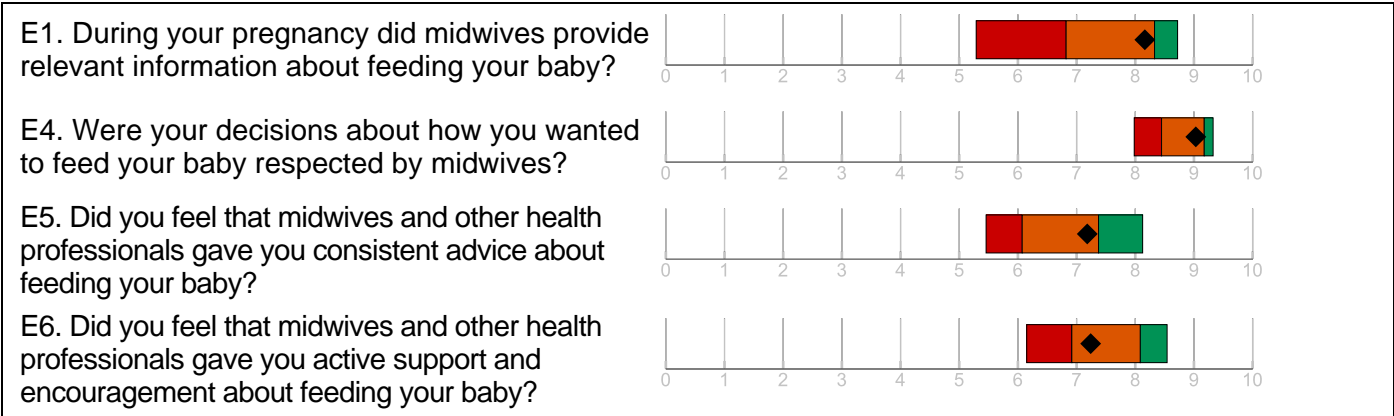 E1. During your pregnancy did midwives provide
relevant information about feeding your baby?
0 1 2 3 4 5 6 7 8 9 10
E4. Were your decisions about how you wanted
to feed your baby respected by midwives?
0 1 2 3 4 5 6 7 8 9 10
E5. Did you feel that midwives and other health
professionals gave you consistent advice about
feeding your baby?
0 1 2 3 4 5 6 7 8 9 10
E6. Did you feel that midwives and other health
professionals gave you active support and
encouragement about feeding your baby?
0 1 2 3 4 5 6 7 8 9 10